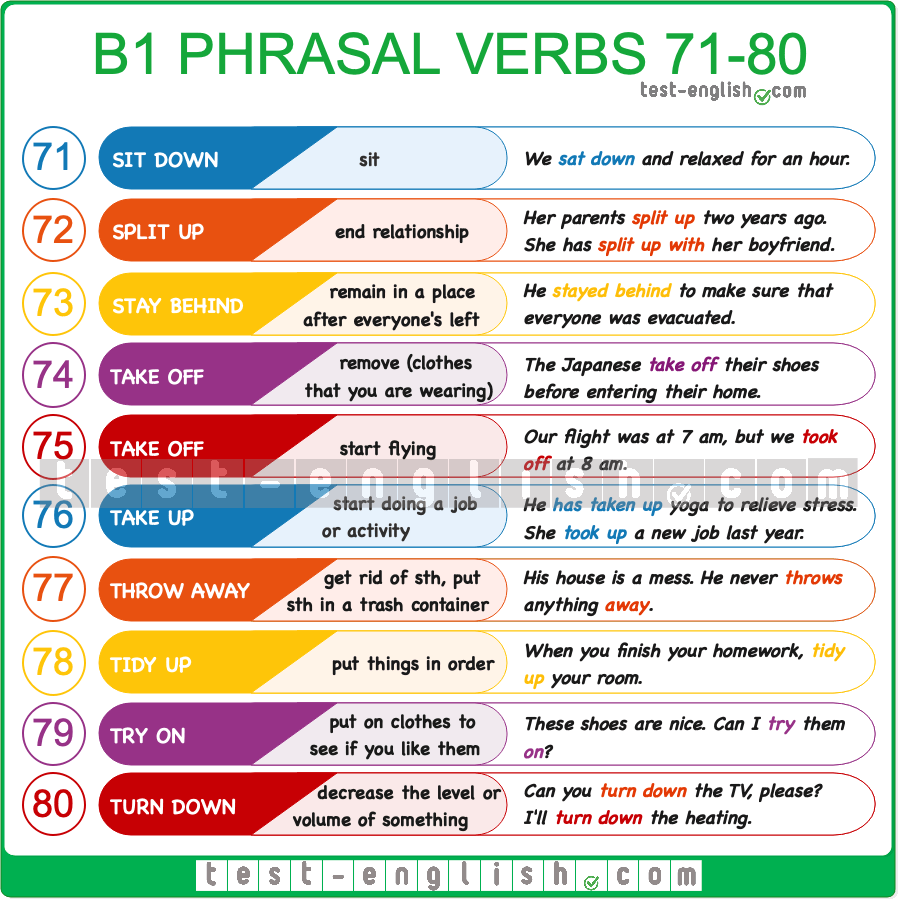 B1 PHRASAL VERBS 71-80
test-english.com
71
SIT DOWN
sit
We sat down and relaxed for an hour.
72
SPLIT UP
end relationship
Her parents split up two years ago.
She has split up with her boyfriend.
73
STAY BEHIND
remain in a place
after everyone's left
He stayed behind to make sure that
everyone was evacuated.
74
TAKE OFF
remove (clothes
that you are wearing)
The Japanese take off their shoes
before entering their home.
75
TAKE OFF
start flying
Our flight was at 7 am, but we took
off at 8 am.
test-english.com
76
TAKE UP
start doing a job
or activity
He has taken up yoga to relieve stress.
She took up a new job last year.
77
THROW AWAY
get rid of sth, put
sth in a trash container
His house is a mess. He never throws
anything away.
78
TIDY UP
put things in order
When you finish your homework, tidy
up your room.
79
TRY ON
put on clothes to
see if you like them
These shoes are nice. Can I try them
on?
80
TURN DOWN
decrease the level or
volume of something
Can you turn down the TV, please?
I'll turn down the heating.
test-english.com